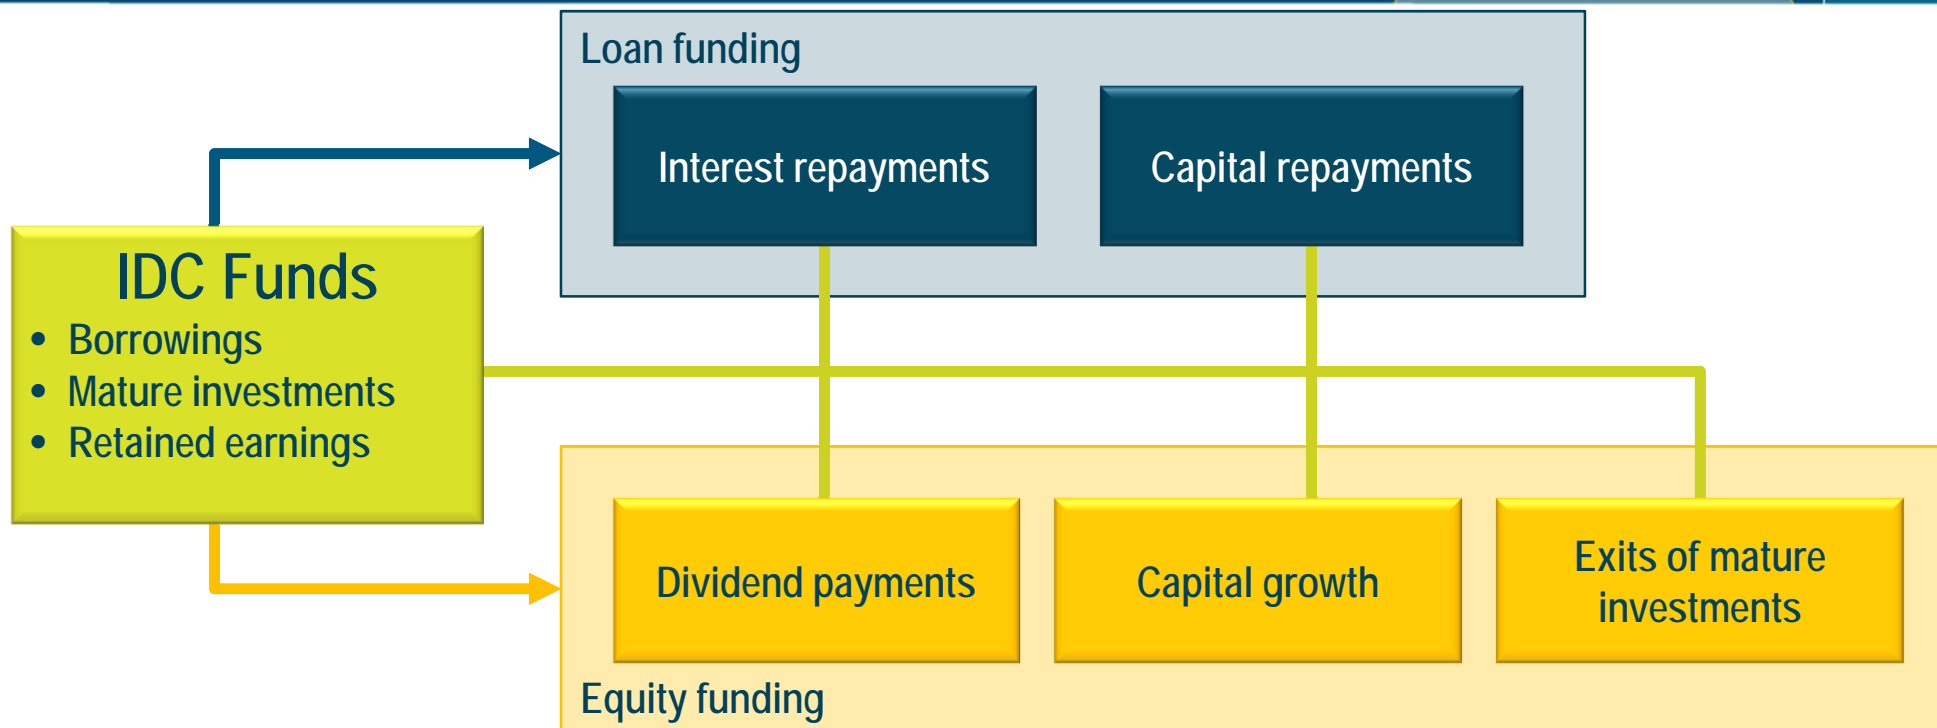 Loan funding
Interest repayments
Capital repayments
IDC Funds
• Borrowings
• Mature investments
• Retained earnings
Dividend payments
Capital growth
Exits of mature
investments
Equity funding